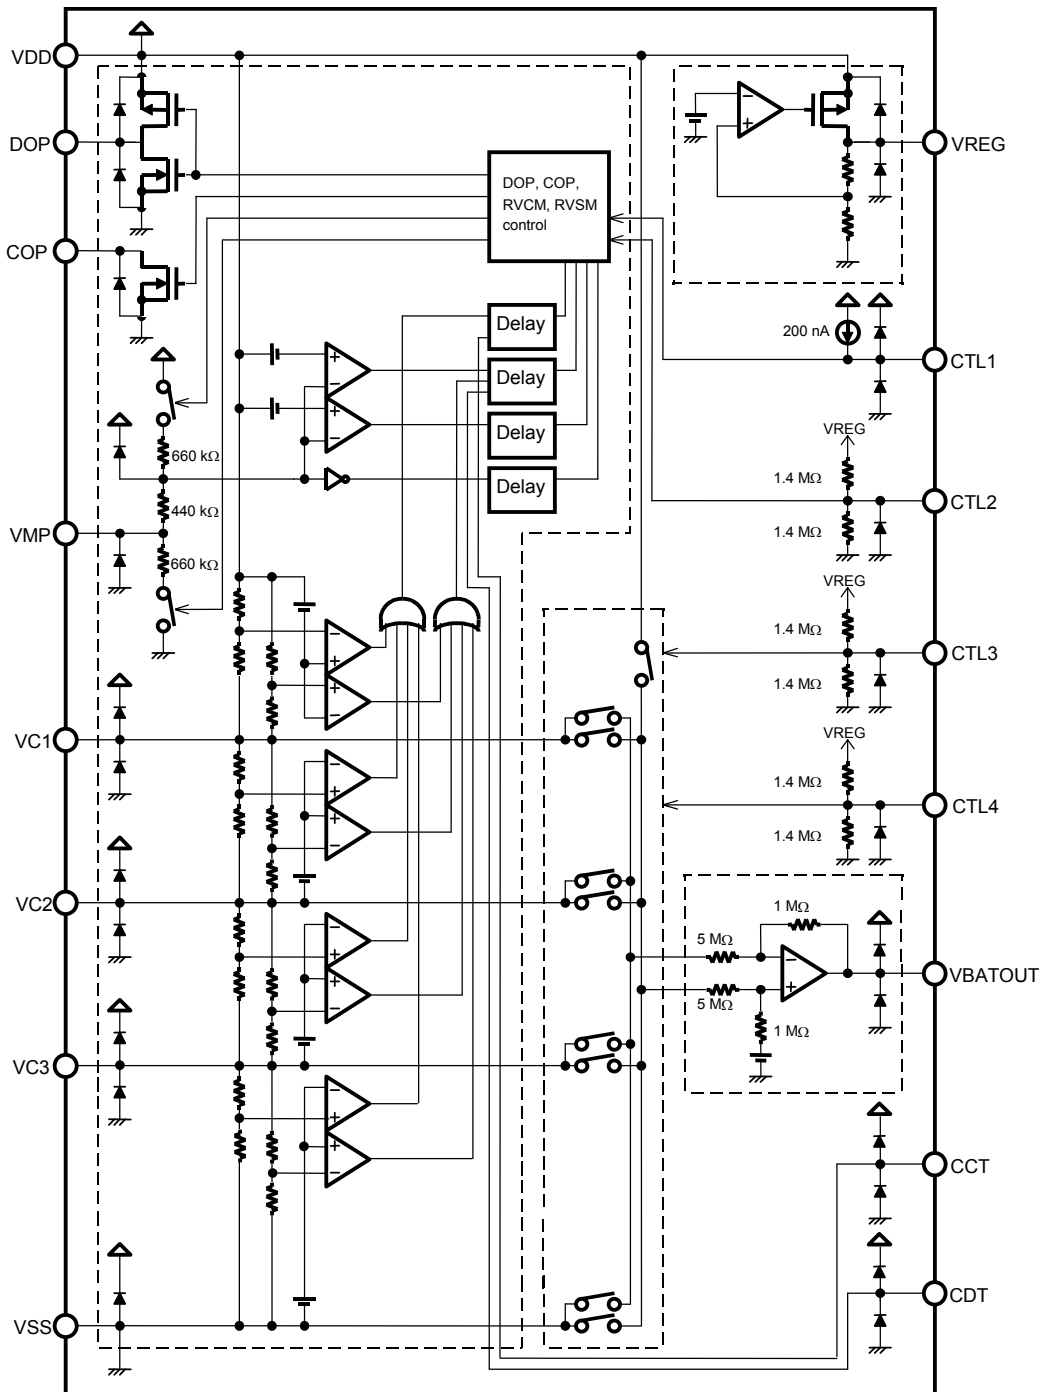 VDD
DOP
VREG
DOP, COP,
RVCM, RVSM
control
COP
Delay
200 nA
CTL1
Delay
Delay
VREG
660 kΩ
1.4 MΩ
Delay
CTL2
440 kΩ
1.4 MΩ
VMP
660 kΩ
VREG
1.4 MΩ
CTL3
1.4 MΩ
VREG
VC1
1.4 MΩ
CTL4
1.4 MΩ
VC2
1 MΩ
5 MΩ
VBATOUT
5 MΩ
1 MΩ
VC3
CCT
CDT
VSS